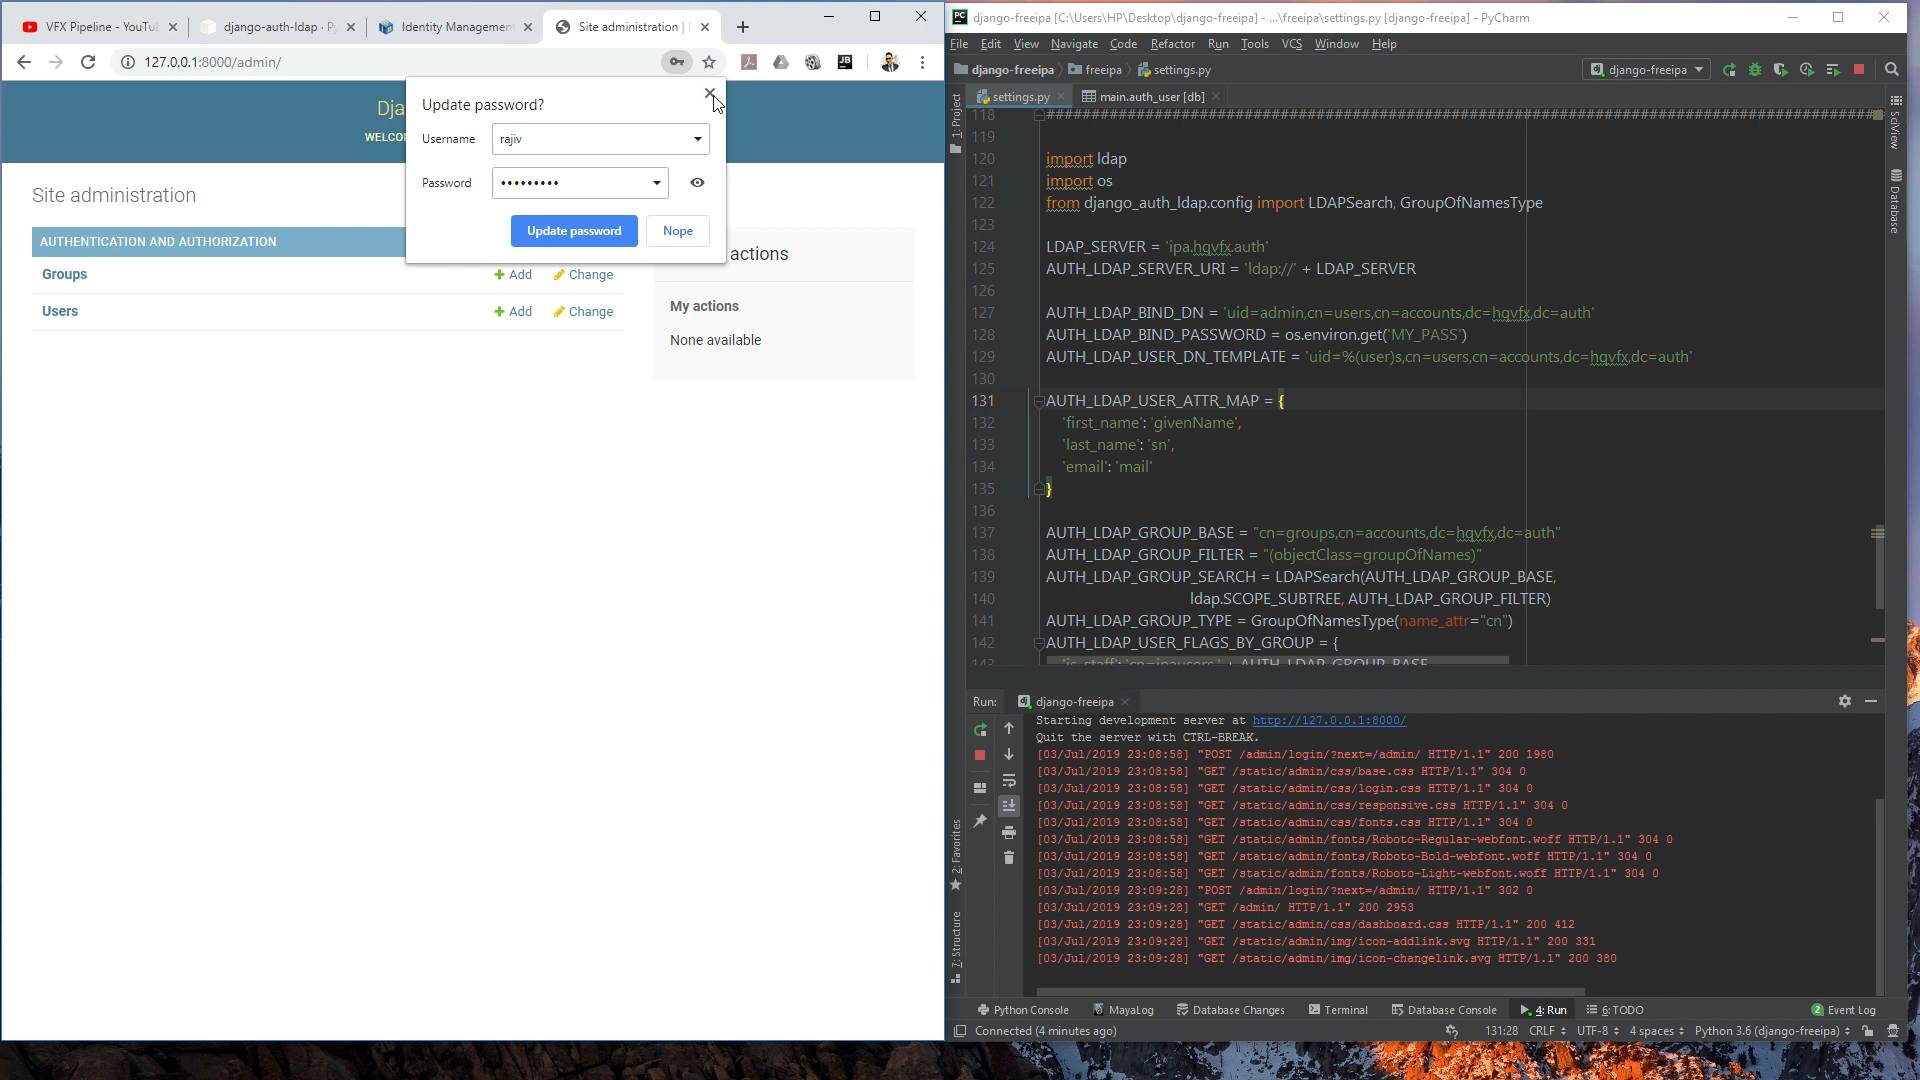 VFX Pipeline - YouTu
django-auth-ldap · Py
Identity Management
Site administration | D
127.0.0.1:8000/admin/
Dja
WELCO
Site administration
AUTHENTICATION AND AUTHORIZATION
Groups
Add
Change
Users
Add
Change
actions
My actions
None available
Update password?
Username
rajiv
Password
•••••••••
Update password
Nope
django-freeipa [C:\Users\HP\Desktop\django-freeipa] - ...\freeipa\settings.py [django-freeipa] - PyCharm
File Edit View Navigate Code Refactor Run Tools VCS Window Help
django-freeipa freeipa settings.py
django-freeipa
settings.py
main.auth_user [db]
1: Project
SciView
Database
118
119
120 import ldap
121 import os
122 from django_auth_ldap.config import LDAPSearch, GroupOfNamesType
123
124 LDAP_SERVER = 'ipa.hqvfx.auth'
125 AUTH_LDAP_SERVER_URI = 'ldap://' + LDAP_SERVER
126
127 AUTH_LDAP_BIND_DN = 'uid=admin,cn=users,cn=accounts,dc=hqvfx,dc=auth'
128 AUTH_LDAP_BIND_PASSWORD = os.environ.get('MY_PASS')
129 AUTH_LDAP_USER_DN_TEMPLATE = 'uid=%(user)s,cn=users,cn=accounts,dc=hqvfx,dc=auth'
130
131 AUTH_LDAP_USER_ATTR_MAP = {
132 'first_name': 'givenName',
133 'last_name': 'sn',
134 'email': 'mail'
135 }
136
137 AUTH_LDAP_GROUP_BASE = "cn=groups,cn=accounts,dc=hqvfx,dc=auth"
138 AUTH_LDAP_GROUP_FILTER = "(objectClass=groupOfNames)"
139 AUTH_LDAP_GROUP_SEARCH = LDAPSearch(AUTH_LDAP_GROUP_BASE,
140 ldap.SCOPE_SUBTREE, AUTH_LDAP_GROUP_FILTER)
141 AUTH_LDAP_GROUP_TYPE = GroupOfNamesType(name_attr="cn")
142 AUTH_LDAP_USER_FLAGS_BY_GROUP = {
143 'is_staff': 'cn=ipausers,' + AUTH_LDAP_GROUP_BASE
Run: django-freeipa
2: Favorites
7: Structure
Starting development server at http://127.0.0.1:8000/
Quit the server with CTRL-BREAK.
[03/Jul/2019 23:08:58] "POST /admin/login/?next=/admin/ HTTP/1.1" 200 1980
[03/Jul/2019 23:08:58] "GET /static/admin/css/base.css HTTP/1.1" 304 0
[03/Jul/2019 23:08:58] "GET /static/admin/css/login.css HTTP/1.1" 304 0
[03/Jul/2019 23:08:58] "GET /static/admin/css/responsive.css HTTP/1.1" 304 0
[03/Jul/2019 23:08:58] "GET /static/admin/css/fonts.css HTTP/1.1" 304 0
[03/Jul/2019 23:08:58] "GET /static/admin/fonts/Roboto-Regular-webfont.woff HTTP/1.1" 304 0
[03/Jul/2019 23:08:58] "GET /static/admin/fonts/Roboto-Bold-webfont.woff HTTP/1.1" 304 0
[03/Jul/2019 23:08:58] "GET /static/admin/fonts/Roboto-Light-webfont.woff HTTP/1.1" 304 0
[03/Jul/2019 23:09:28] "POST /admin/login/?next=/admin/ HTTP/1.1" 302 0
[03/Jul/2019 23:09:28] "GET /admin/ HTTP/1.1" 200 2953
[03/Jul/2019 23:09:28] "GET /static/admin/css/dashboard.css HTTP/1.1" 200 412
[03/Jul/2019 23:09:28] "GET /static/admin/img/icon-addlink.svg HTTP/1.1" 200 331
[03/Jul/2019 23:09:28] "GET /static/admin/img/icon-changelink.svg HTTP/1.1" 200 380
Python Console MayaLog Database Changes Terminal Database Console 4: Run 6: TODO 2 Event Log
Connected (4 minutes ago) 131:28 CRLF UTF-8 4 spaces Python 3.6 (django-freeipa)